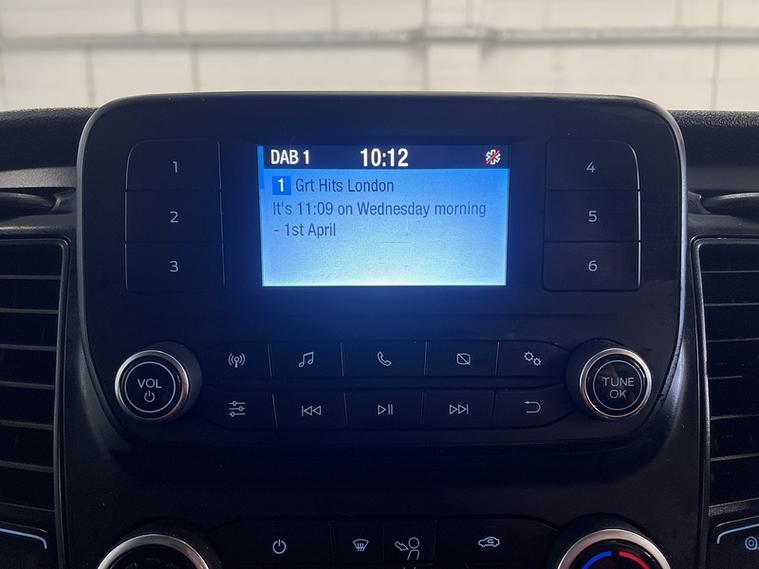 DAB 1 10:12
1 Grt Hits London
It's 11:09 on Wednesday morning
- 1st April
1
2
3
4
5
6
VOL
TUNE
OK